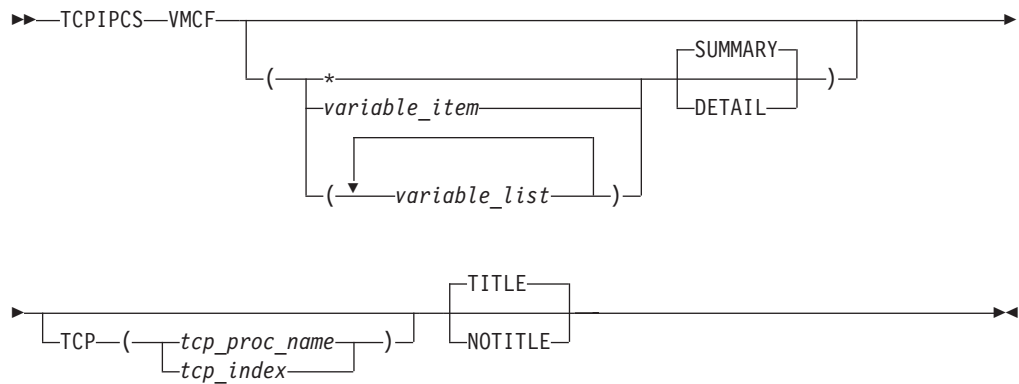 TCPIPCS VMCF
SUMMARY
( * )
variable_item DETAIL
( variable_list )
TITLE
TCP ( tcp_proc_name ) NOTITLE
tcp_index